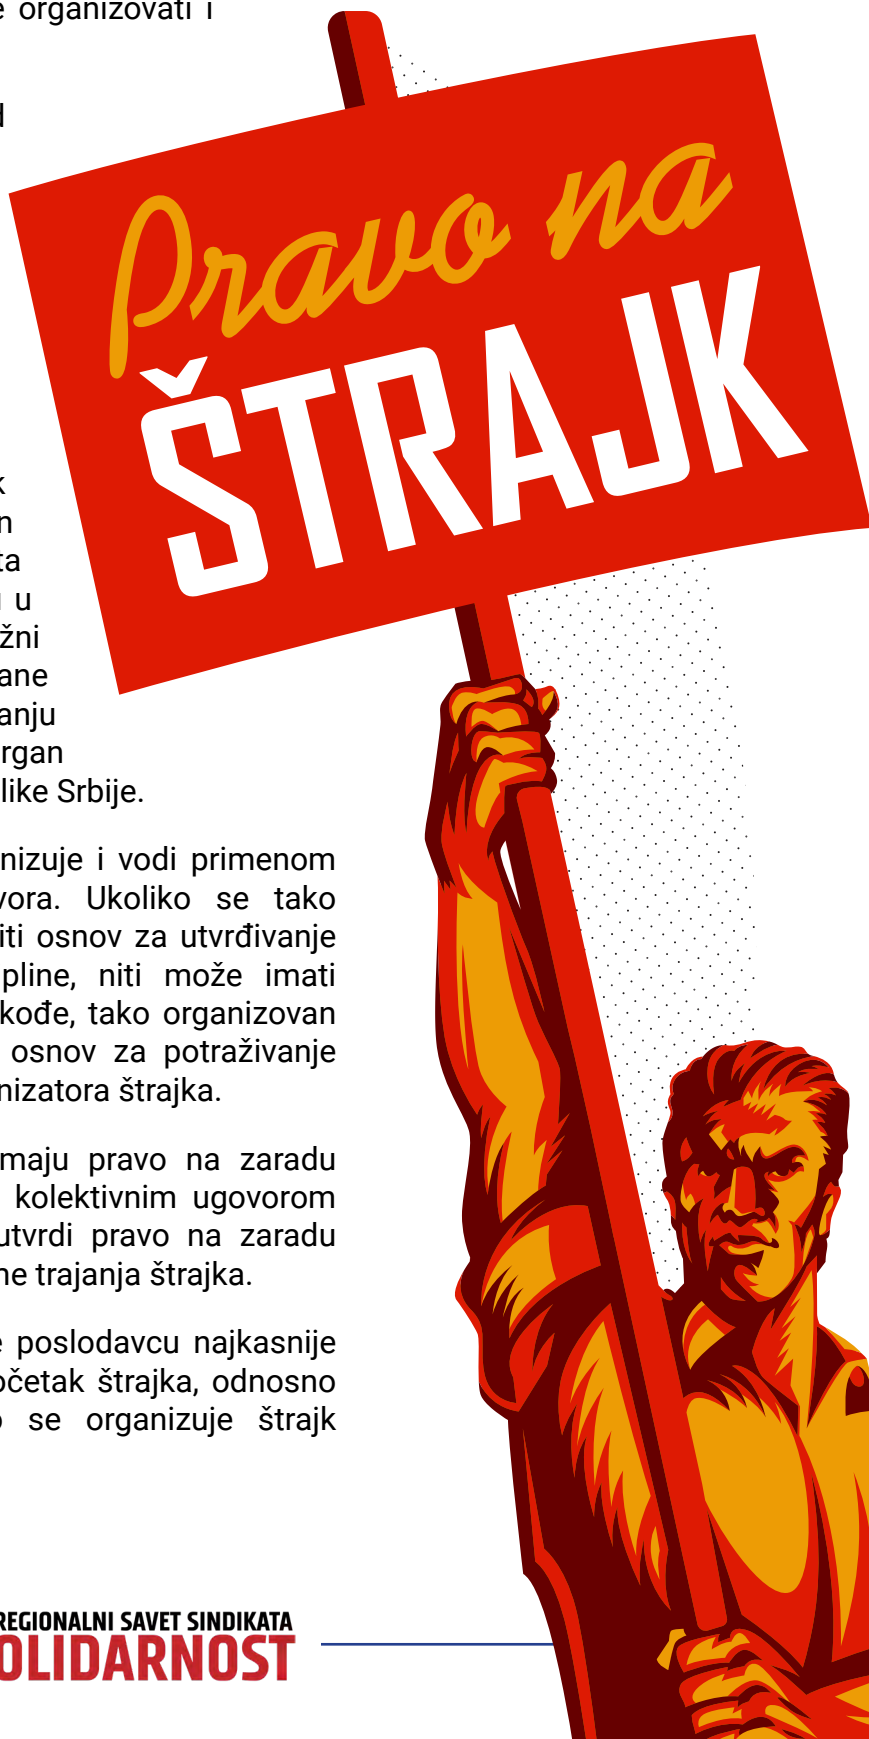 organizovati i
Pravo na
ŠTRAJK
u
like Srbije.
nizuje i vodi primenom
vora. Ukoliko se tako
iti osnov za utvrđivanje
pline, niti može imati
kođe, tako organizovan
osnov za potraživanje
nizatora štrajka.
maju pravo na zaradu
kolektivnim ugovorom
utvrdi pravo na zaradu
ne trajanja štrajka.
e poslodavcu najkasnije
očetak štrajka, odnosno
se organizuje štrajk
REGIONALNI SAVET SINDIKATA
OLIDARNOST